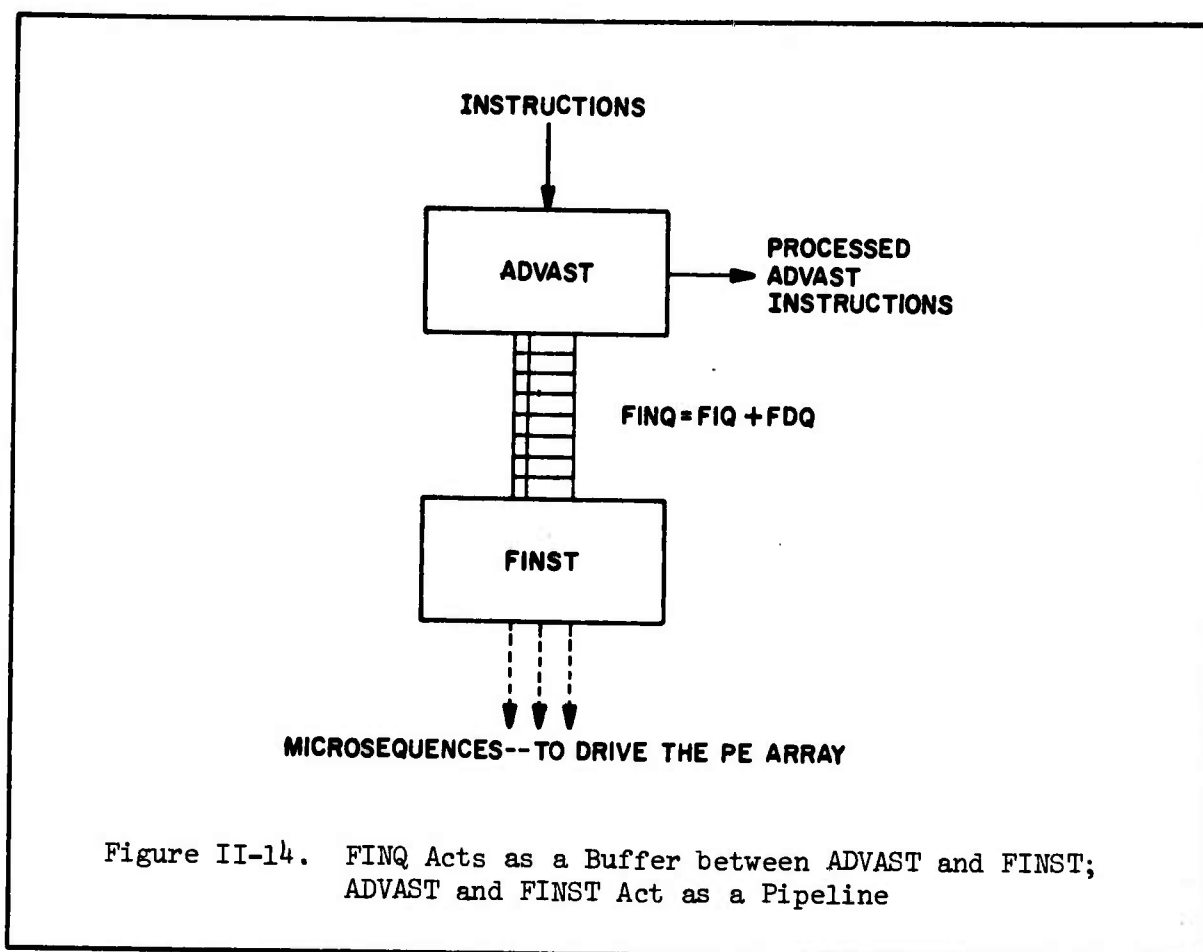 INSTRUCTIONS
ADVAST
PROCESSED
ADVAST
INSTRUCTIONS
FINQ=FIQ+FDQ
FINST
MICROSEQUENCES--TO DRIVE THE PE ARRAY
Figure II-14. FINQ Acts as a Buffer between ADVAST and FINST;
ADVAST and FINST Act as a Pipeline